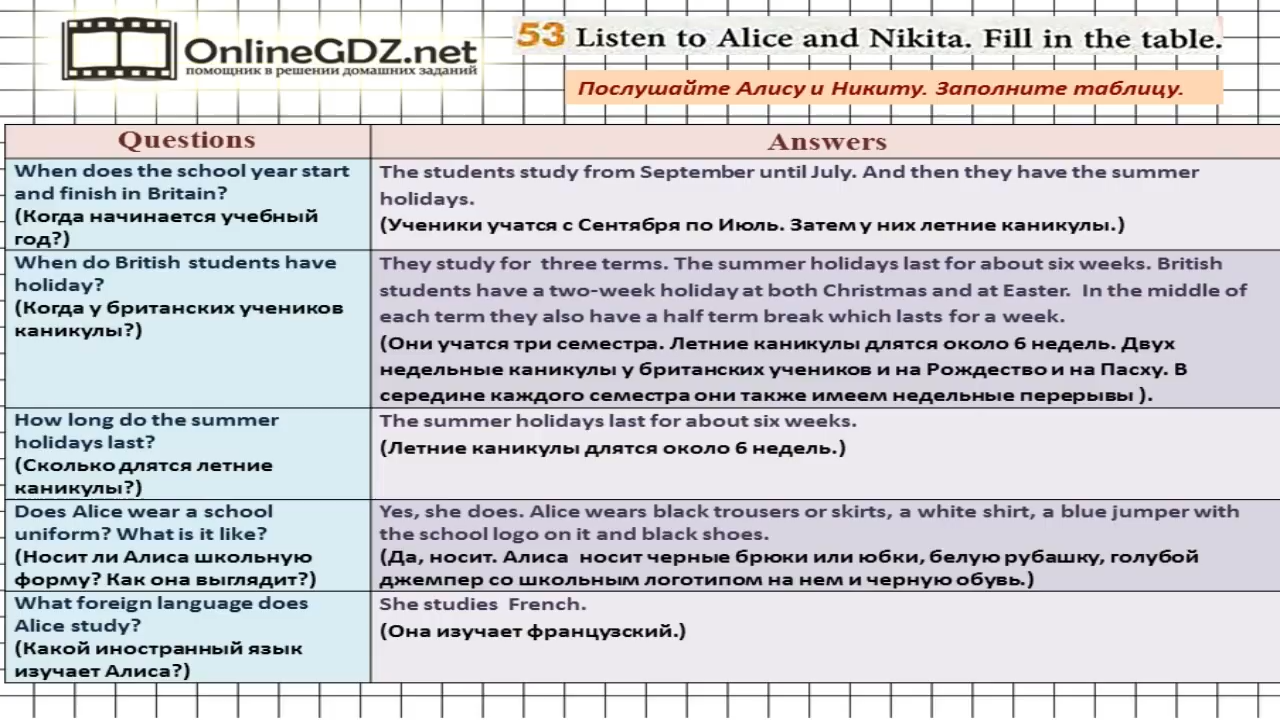 OnlineGDZ.net
помощник в решении домашних заданий
53 Listen to Alice and Nikita. Fill in the table.
Послушайте Алису и Никиту. Заполните таблицу.
Questions
Answers
When does the school year start
and finish in Britain?
(Когда начинается учебный
год?)
The students study from September until July. And then they have the summer
holidays.
(Ученики учатся с Сентября по Июль. Затем у них летние каникулы.)
When do British students have
holiday?
(Когда у британских учеников
каникулы?)
They study for three terms. The summer holidays last for about six weeks. British
students have a two-week holiday at both Christmas and at Easter. In the middle of
each term they also have a half term break which lasts for a week.
(Они учатся три семестра. Летние каникулы длятся около 6 недель. Двух
недельные каникулы у британских учеников и на Рождество и на Пасху. В
середине каждого семестра они также имеем недельные перерывы ).
How long do the summer
holidays last?
(Сколько длятся летние
каникулы?)
The summer holidays last for about six weeks.
(Летние каникулы длятся около 6 недель.)
Does Alice wear a school
uniform? What is it like?
(Носит ли Алиса школьную
форму? Как она выглядит?)
Yes, she does. Alice wears black trousers or skirts, a white shirt, a blue jumper with
the school logo on it and black shoes.
(Да, носит. Алиса носит черные брюки или юбки, белую рубашку, голубой
джемпер со школьным логотипом на нем и черную обувь.)
What foreign language does
Alice study?
(Какой иностранный язык
изучает Алиса?)
She studies French.
(Она изучает французский.)